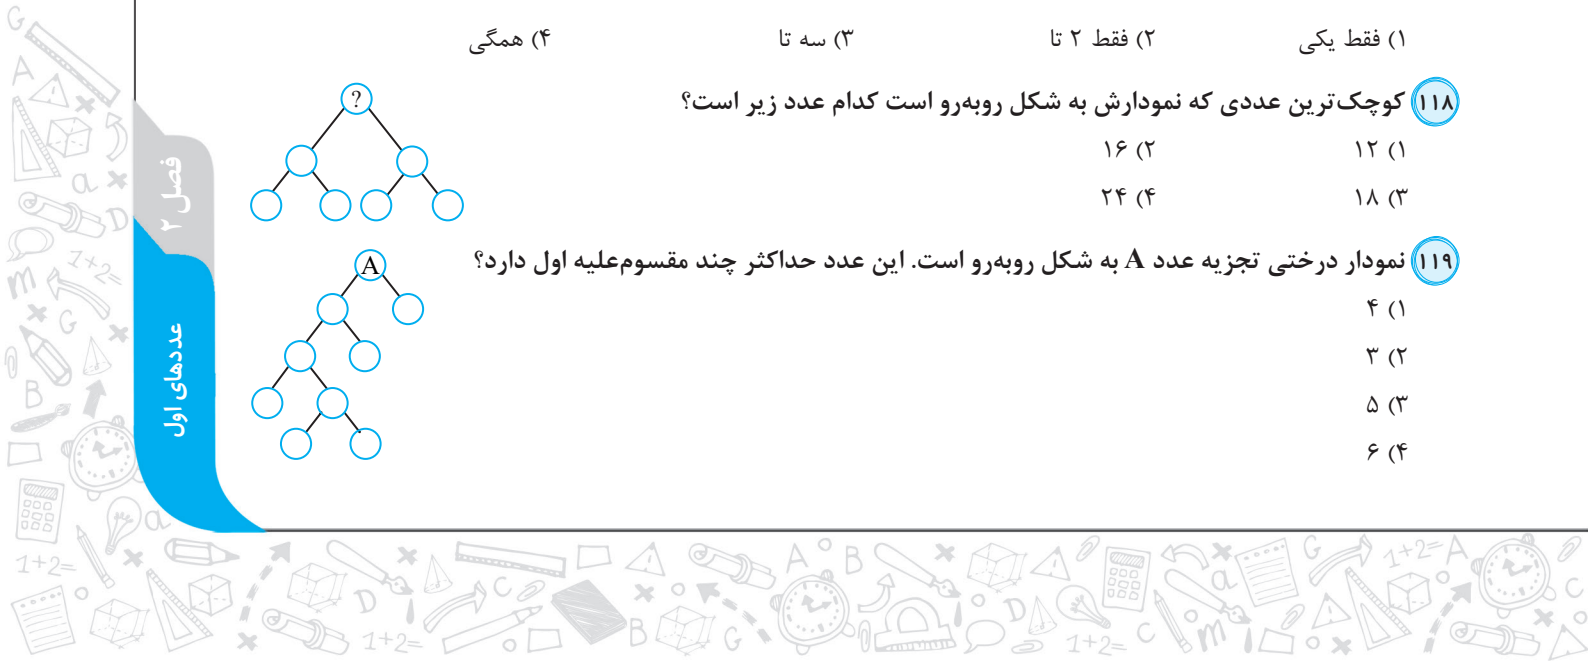 ۱) فقط یکی ۲) فقط ۲ تا ۳) سه تا ۴) همگی
۱۱۸ کوچک‌ترین عددی که نمودارش به شکل روبه‌رو است کدام عدد زیر است؟
?
۱) ۱۲ ۲) ۱۶
۳) ۱۸ ۴) ۲۴
۱۱۹ نمودار درختی تجزیه عدد A به شکل روبه‌رو است. این عدد حداکثر چند مقسوم‌علیه اول دارد؟
A
۱) ۴
۲) ۳
۳) ۵
۴) ۶
فصل ۲
عددهای اول